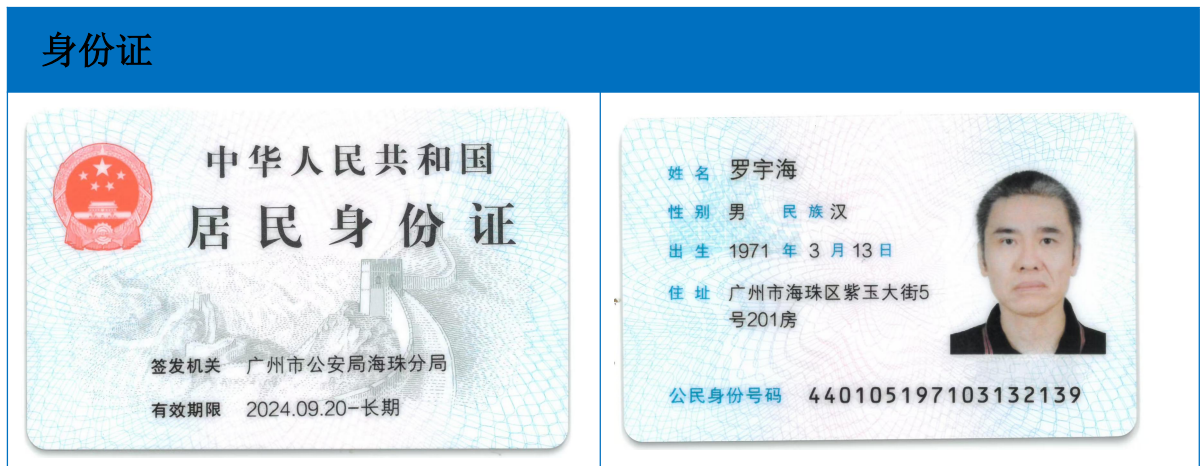 身份证
中华人民共和国
居民身份证
签发机关 广州市公安局海珠分局
有效期限 2024.09.20-长期
姓名 罗宇海
性别 男 民族 汉
出生 1971 年 3 月 13 日
住址 广州市海珠区紫玉大街5
号201房
公民身份号码 440105197103132139